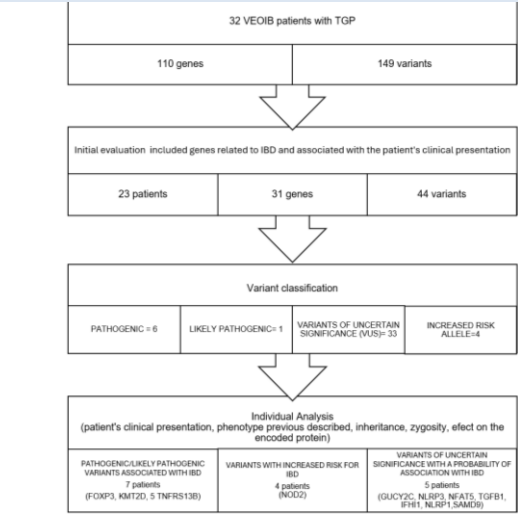 32 VEOIB patients with TGP
110 genes
149 variants
Initial evaluation included genes related to IBD and associated with the patient's clinical presentation
23 patients
31 genes
44 variants
Variant classification
PATHOGENIC = 6
LIKELY PATHOGENIC= 1
VARIANTS OF UNCERTAIN
SIGNIFICANCE (VUS)= 33
INCREASED RISK
ALLELE=4
Individual Analysis
(patient's clinical presentation, phenotype previous described, inheritance, zygosity, efect on the
encoded protein)
PATHOGENIC/LIKELY PATHOGENIC
VARIANTS ASSOCIATED WITH IBD
7 patients
(FOXP3, KMT2D, 5 TNFRS13B)
VARIANTS WITH INCREASED RISK FOR
IBD
4 patients
(NOD2)
VARIANTS OF UNCERTAIN
SIGNIFICANCE WITH A PROBABILITY OF
ASSOCIATION WITH IBD
5 patients
(GUCY2C, NLRP3, NFAT5, TGFB1,
IFHI1, NLRP1,SAMD9)